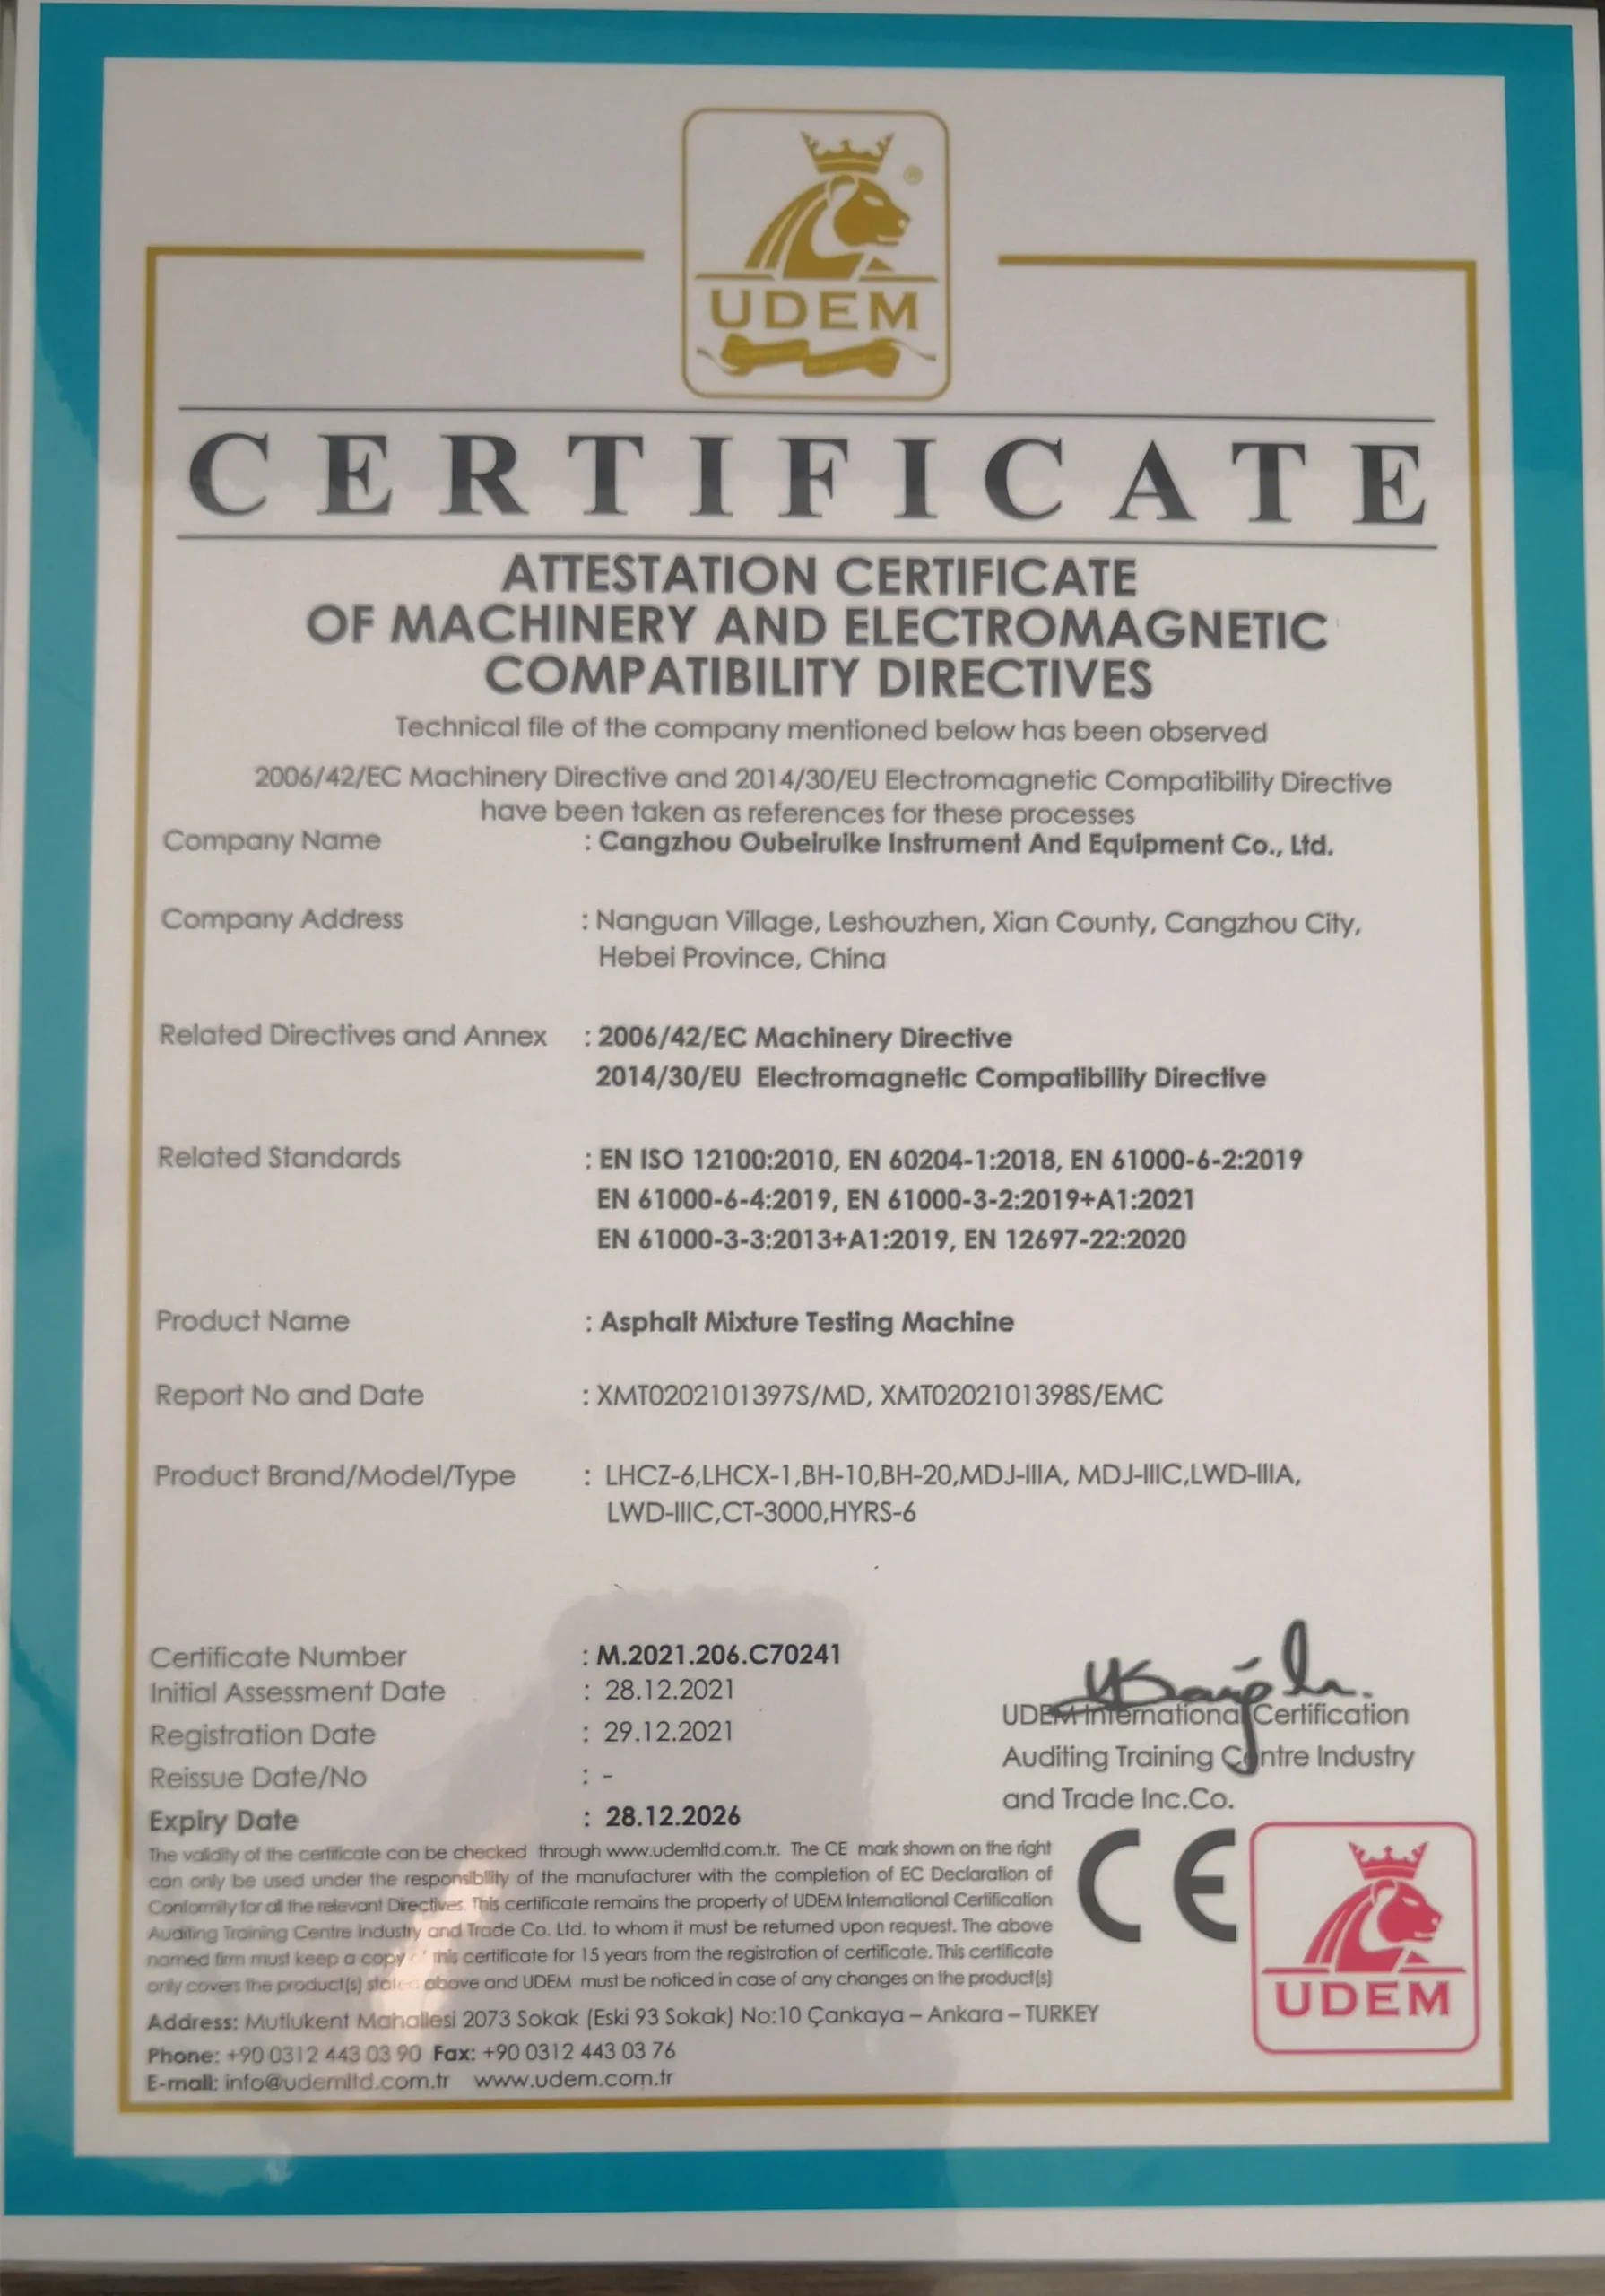 UDEM
CERTIFICATE
ATTESTATION CERTIFICATE
OF MACHINERY AND ELECTROMAGNETIC
COMPATIBILITY DIRECTIVES
Technical file of the company mentioned below has been observed
2006/42/EC Machinery Directive and 2014/30/EU Electromagnetic Compatibility Directive
have been taken as references for these processes
Company Name : Cangzhou Oubeiruike Instrument And Equipment Co., Ltd.
Company Address : Nanguan Village, Leshouzhen, Xian County, Cangzhou City,
Hebei Province, China
Related Directives and Annex : 2006/42/EC Machinery Directive
2014/30/EU Electromagnetic Compatibility Directive
Related Standards : EN ISO 12100:2010, EN 60204-1:2018, EN 61000-6-2:2019
EN 61000-6-4:2019, EN 61000-3-2:2019+A1:2021
EN 61000-3-3:2013+A1:2019, EN 12697-22:2020
Product Name : Asphalt Mixture Testing Machine
Report No and Date : XMT0202101397S/MD, XMT0202101398S/EMC
Product Brand/Model/Type : LHCZ-6,LHCX-1,BH-10,BH-20,MDJ-IIIA, MDJ-IIIC,LWD-IIIA,
LWD-IIIC,CT-3000,HYRS-6
Certificate Number : M.2021.206.C70241
Initial Assessment Date : 28.12.2021
Registration Date : 29.12.2021
Reissue Date/No : -
Expiry Date : 28.12.2026
UDEM International Certification
Auditing Training Centre Industry
and Trade Inc.Co.
The validity of the certificate can be checked through www.udemltd.com.tr. The CE mark shown on the right
can only be used under the responsibility of the manufacturer with the completion of EC Declaration of
Conformity for all the relevant Directives. This certificate remains the property of UDEM International Certification
Auditing Training Centre Industry and Trade Co. Ltd. to whom it must be returned upon request. The above
named firm must keep a copy of this certificate for 15 years from the registration of certificate. This certificate
only covers the product(s) stated above and UDEM must be noticed in case of any changes on the product(s)
CE
UDEM
Address: Mutlukent Mahallesi 2073 Sokak (Eski 93 Sokak) No:10 Çankaya – Ankara – TURKEY
Phone: +90 0312 443 03 90 Fax: +90 0312 443 03 76
E-mail: info@udemltd.com.tr www.udem.com.tr